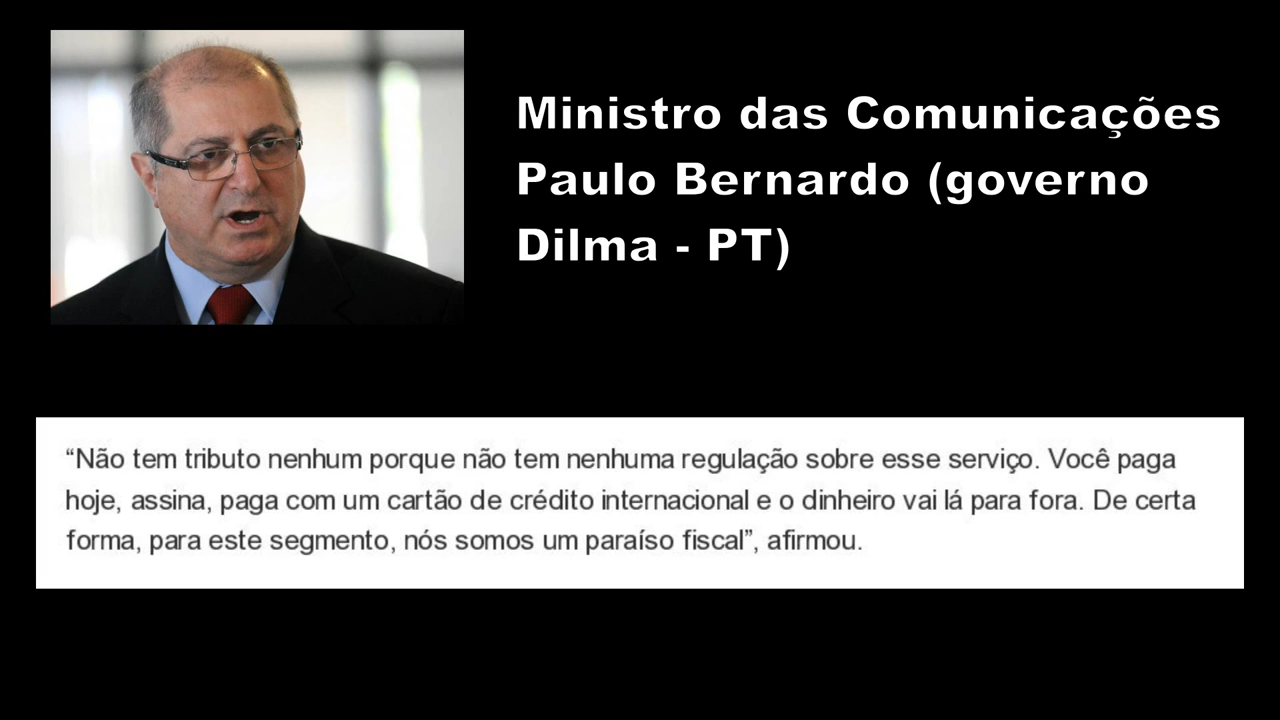 Ministro das Comunicações
Paulo Bernardo (governo
Dilma - PT)
“Não tem tributo nenhum porque não tem nenhuma regulação sobre esse serviço. Você paga
hoje, assina, paga com um cartão de crédito internacional e o dinheiro vai lá para fora. De certa
forma, para este segmento, nós somos um paraíso fiscal”, afirmou.